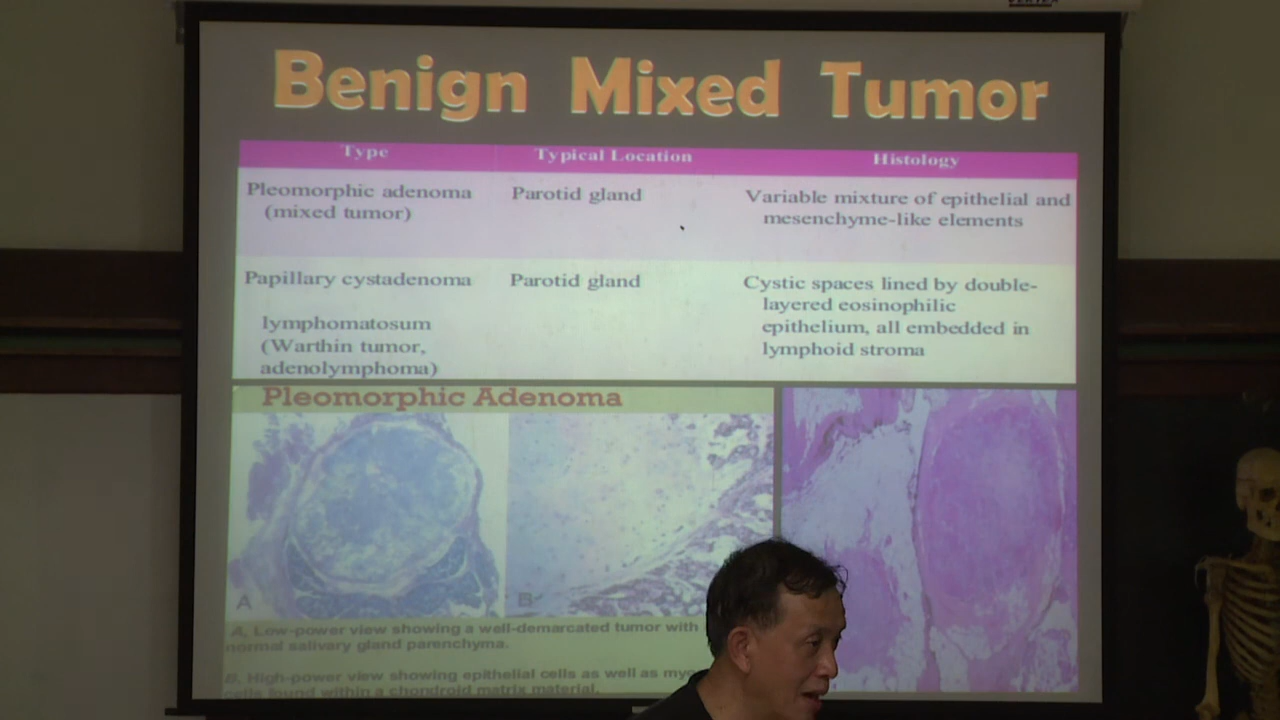 Benign Mixed Tumor
Type Typical Location Histology
Pleomorphic adenoma Parotid gland Variable mixture of epithelial and
(mixed tumor) mesenchyme-like elements
Papillary cystadenoma Parotid gland Cystic spaces lined by double-
layered eosinophilic
lymphomatosum epithelium, all embedded in
(Warthin tumor, lymphoid stroma
adenolymphoma)
Pleomorphic Adenoma
A B
A, Low-power view showing a well-demarcated tumor with
normal salivary gland parenchyma.
B, High-power view showing epithelial cells as well as
cells found within a chondroid matrix material.